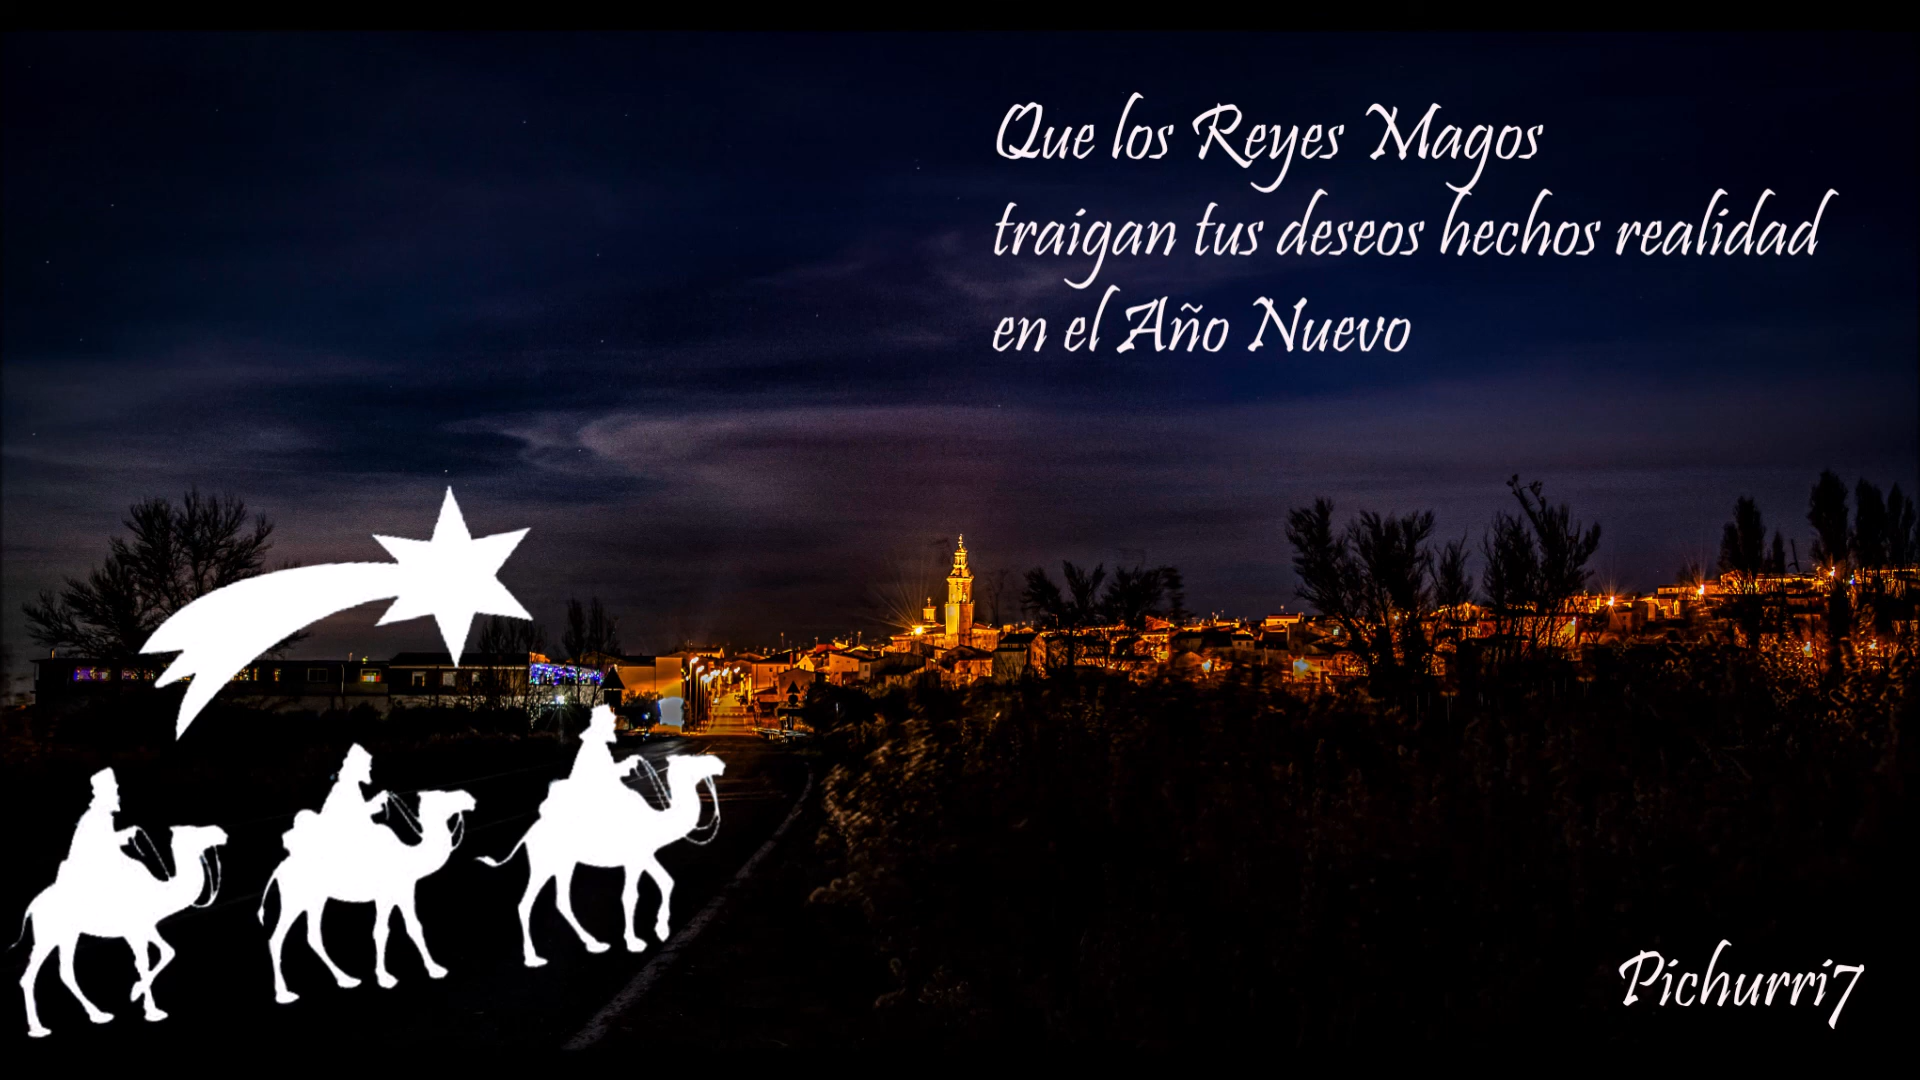 Que los Reyes Magos
traigan tus deseos hechos realidad
en el Año Nuevo
Pichurri7